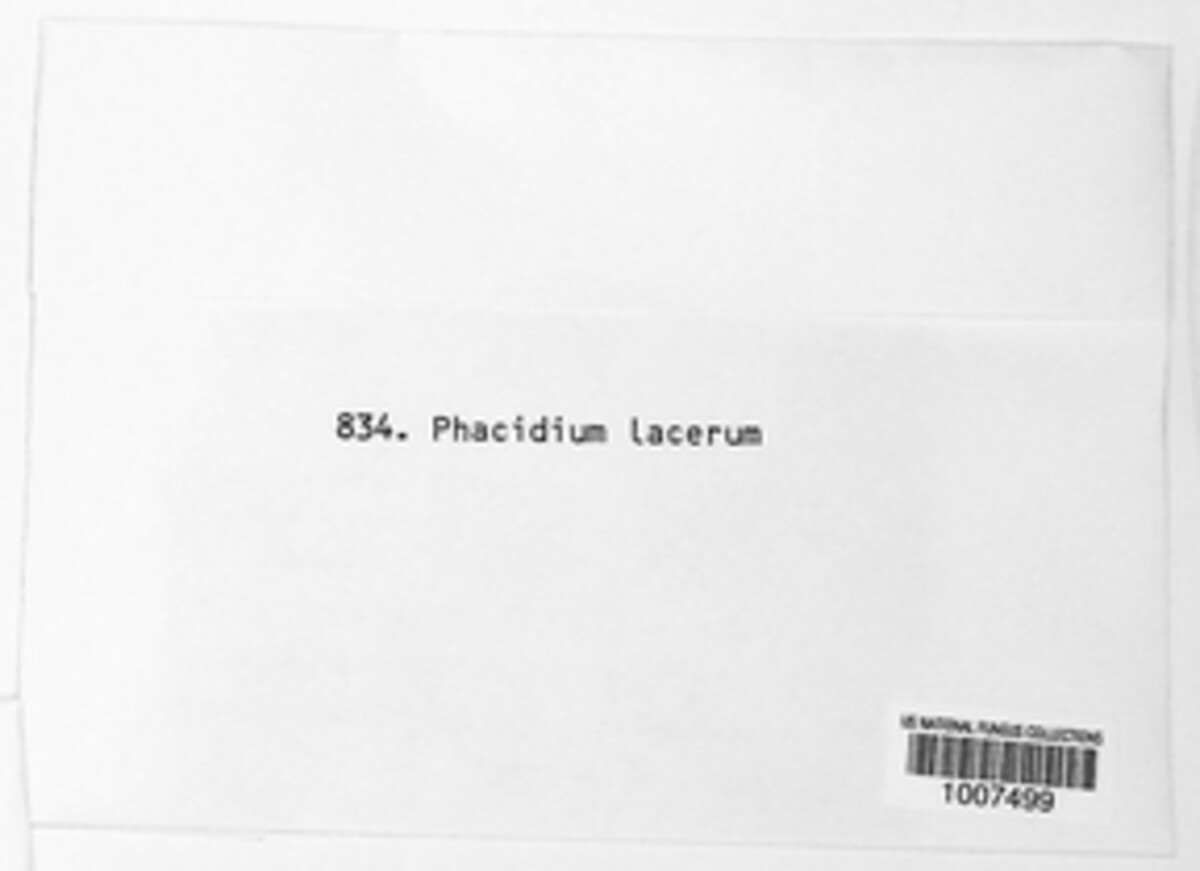 834. Phacidium lacerum
US NATIONAL FUNGUS COLLECTIONS
1007499